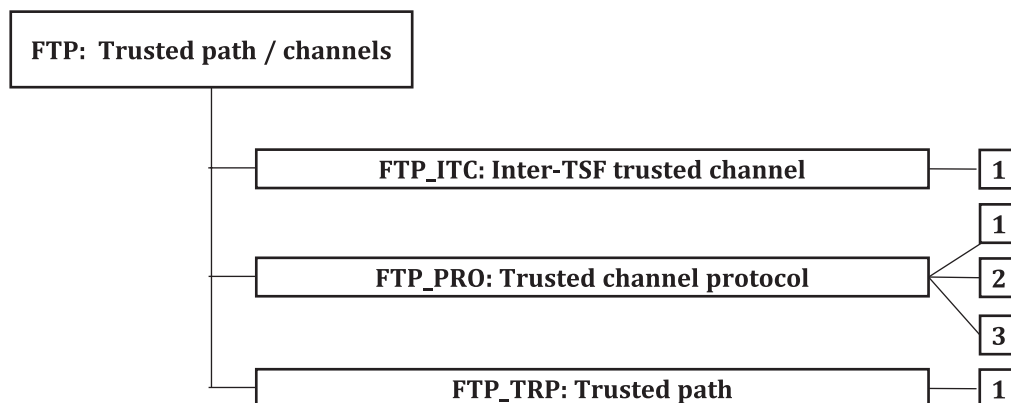 FTP: Trusted path / channels
FTP_ITC: Inter-TSF trusted channel 1
1
FTP_PRO: Trusted channel protocol 2
3
FTP_TRP: Trusted path 1